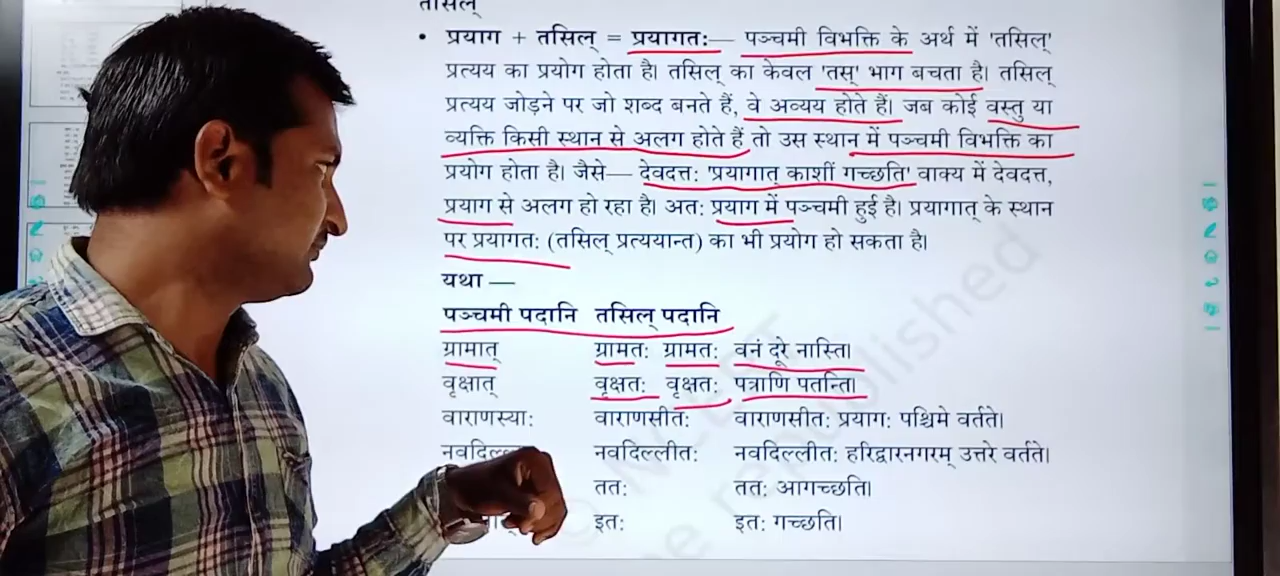 तसिल्
• प्रयाग + तसिल् = प्रयागतः— पञ्चमी विभक्ति के अर्थ में 'तसिल्'
प्रत्यय का प्रयोग होता है। तसिल् का केवल 'तस्' भाग बचता है। तसिल्
प्रत्यय जोड़ने पर जो शब्द बनते हैं, वे अव्यय होते हैं। जब कोई वस्तु या
व्यक्ति किसी स्थान से अलग होते हैं तो उस स्थान में पञ्चमी विभक्ति का
प्रयोग होता है। जैसे— देवदत्तः 'प्रयागात् काशीं गच्छति' वाक्य में देवदत्त,
प्रयाग से अलग हो रहा है। अतः प्रयाग में पञ्चमी हुई है। प्रयागात् के स्थान
पर प्रयागतः (तसिल् प्रत्ययान्त) का भी प्रयोग हो सकता है।
यथा —
पञ्चमी पदानि तसिल् पदानि
ग्रामात् ग्रामतः ग्रामतः वनं दूरे नास्ति।
वृक्षात् वृक्षतः वृक्षतः पत्राणि पतन्ति।
वाराणस्याः वाराणसीतः वाराणसीतः प्रयागः पश्चिमे वर्तते।
नवदिल्लीतः नवदिल्लीतः हरिद्वारनगरम् उत्तरे वर्तते।
ततः ततः आगच्छति।
इतः इतः गच्छति।
republished